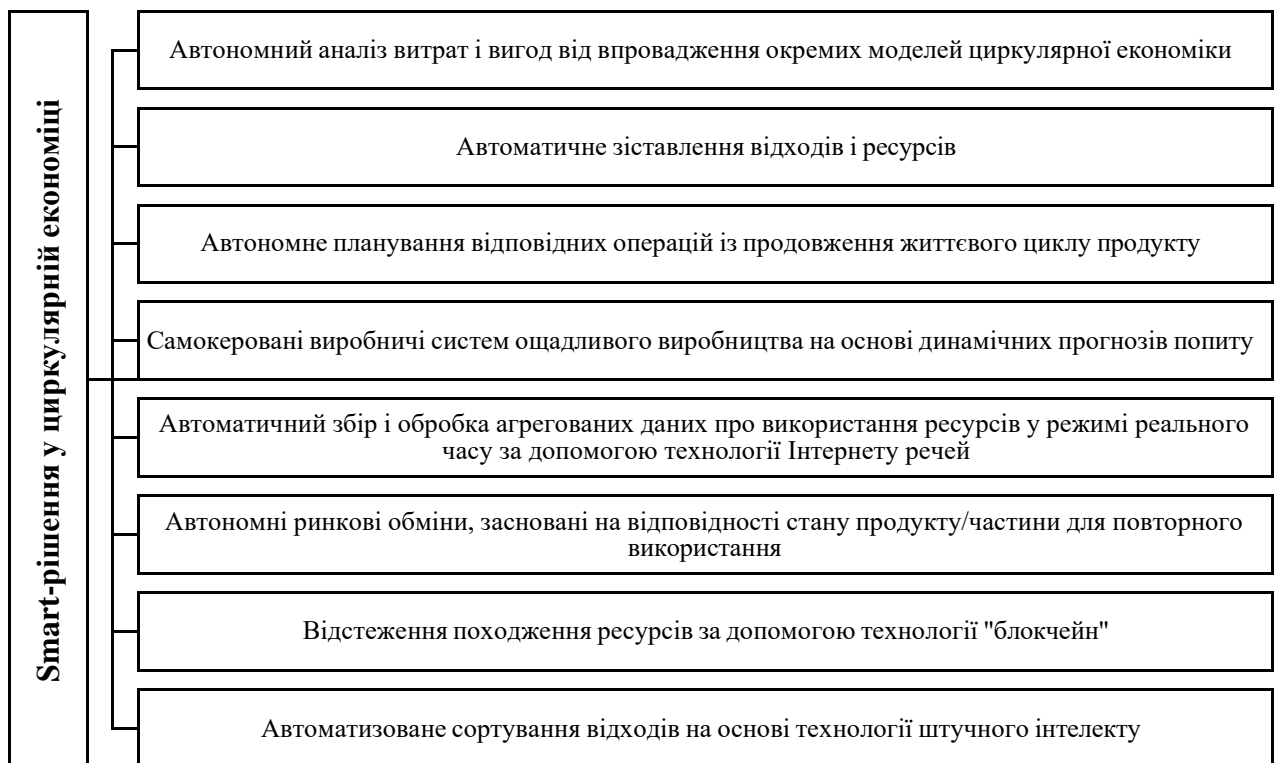 Smart-рішення у циркулярній економіці
Автономний аналіз витрат і вигод від впровадження окремих моделей циркулярної економіки
Автоматичне зіставлення відходів і ресурсів
Автономне планування відповідних операцій із продовження життєвого циклу продукту
Самокеровані виробничі систем ощадливого виробництва на основі динамічних прогнозів попиту
Автоматичний збір і обробка агрегованих даних про використання ресурсів у режимі реального
часу за допомогою технології Інтернету речей
Автономні ринкові обміни, засновані на відповідності стану продукту/частини для повторного
використання
Відстеження походження ресурсів за допомогою технології "блокчейн"
Автоматизоване сортування відходів на основі технології штучного інтелекту